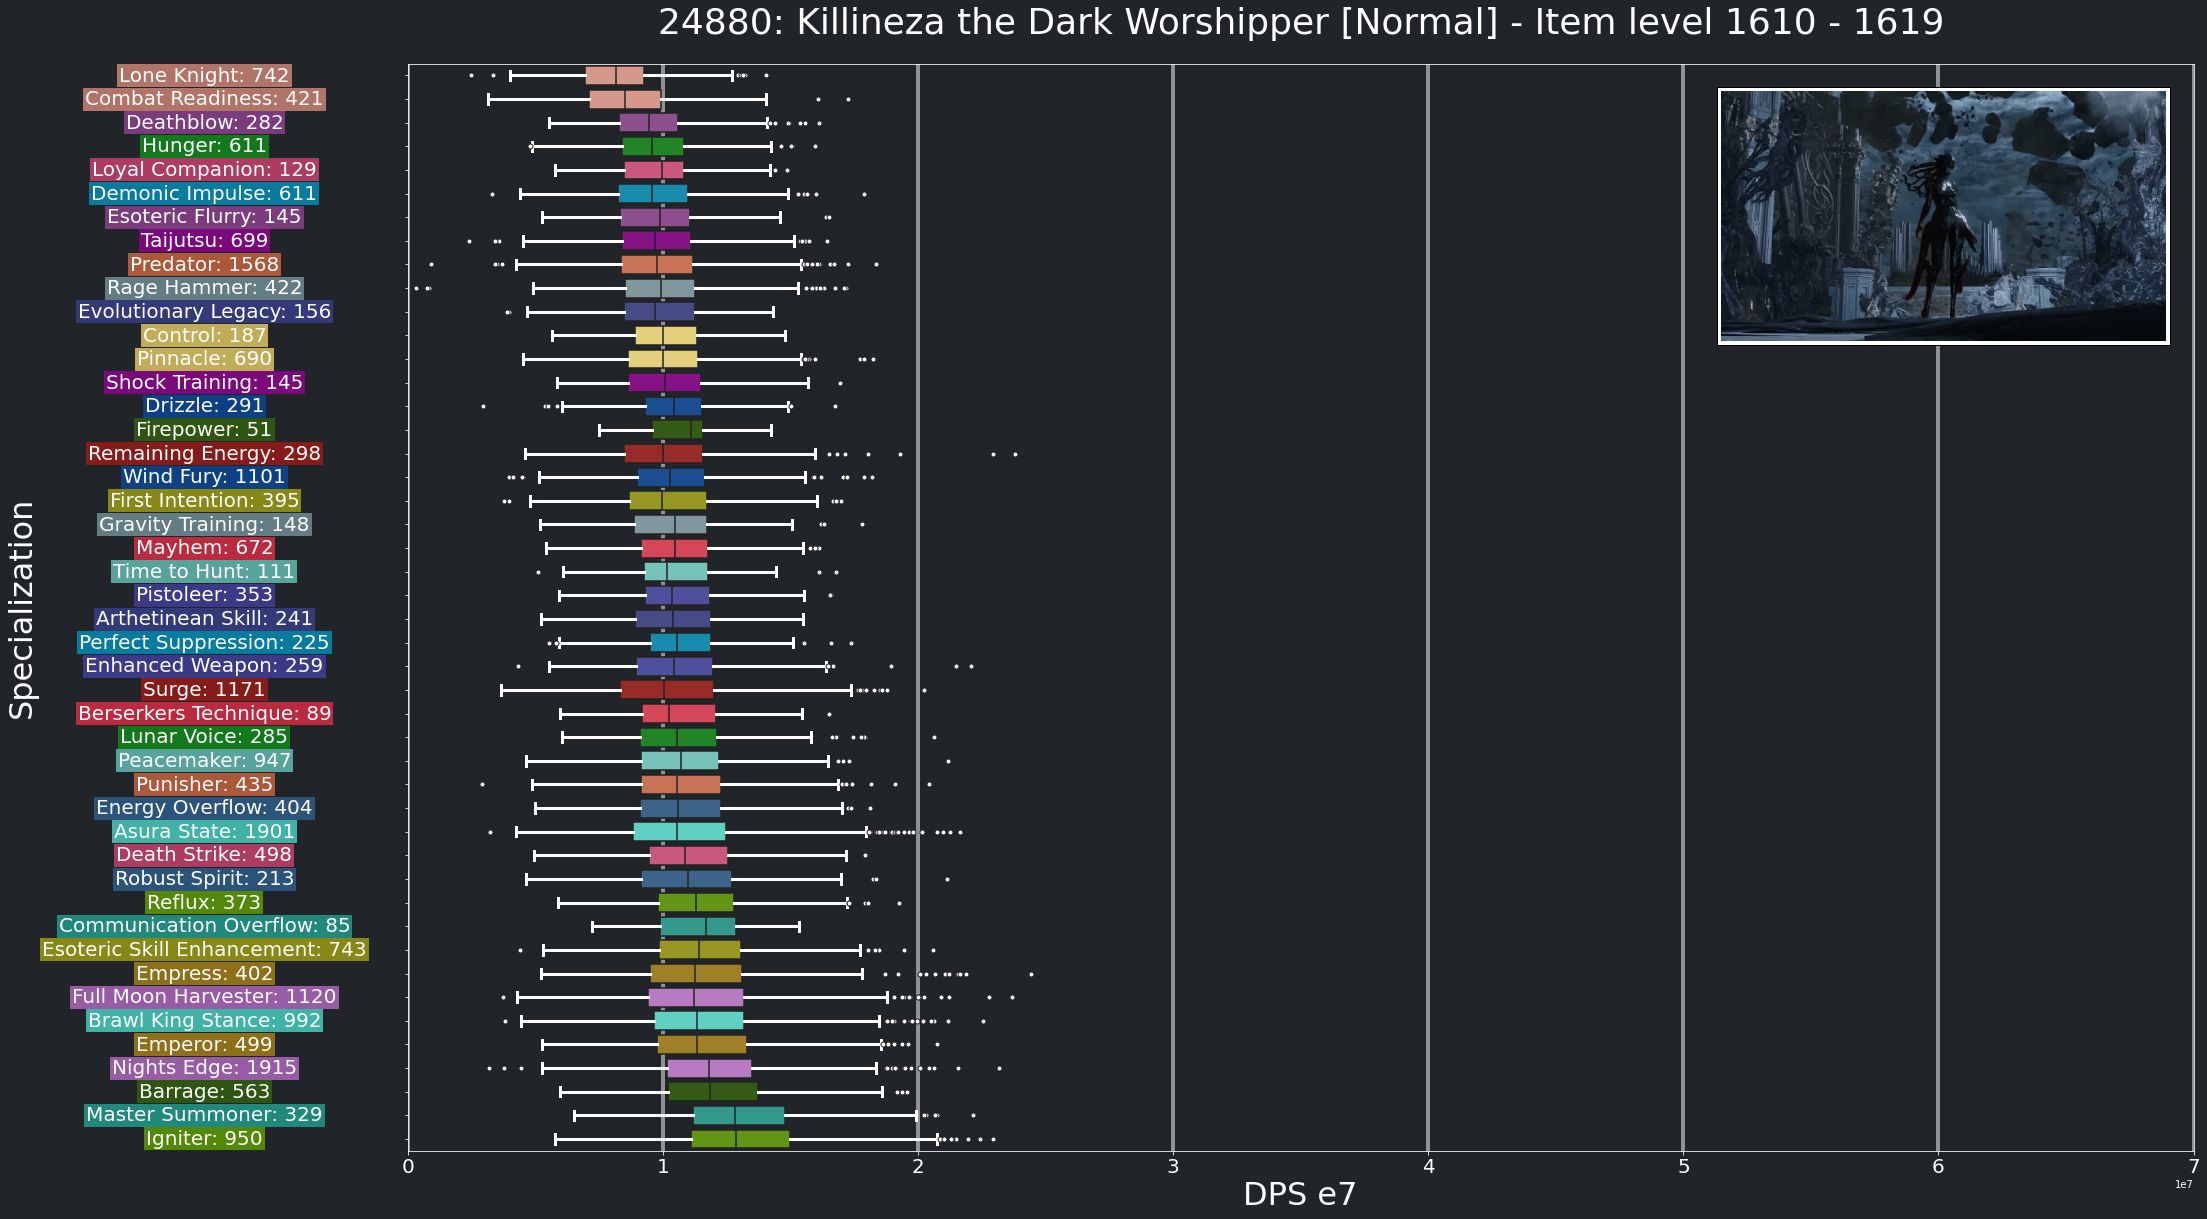 24880: Killineza the Dark Worshipper [Normal] - Item level 1610 - 1619
Specialization
Lone Knight: 742
Combat Readiness: 421
Deathblow: 282
Hunger: 611
Loyal Companion: 129
Demonic Impulse: 611
Esoteric Flurry: 145
Taijutsu: 699
Predator: 1568
Rage Hammer: 422
Evolutionary Legacy: 156
Control: 187
Pinnacle: 690
Shock Training: 145
Drizzle: 291
Firepower: 51
Remaining Energy: 298
Wind Fury: 1101
First Intention: 395
Gravity Training: 148
Mayhem: 672
Time to Hunt: 111
Pistoleer: 353
Arthetinean Skill: 241
Perfect Suppression: 225
Enhanced Weapon: 259
Surge: 1171
Berserkers Technique: 89
Lunar Voice: 285
Peacemaker: 947
Punisher: 435
Energy Overflow: 404
Asura State: 1901
Death Strike: 498
Robust Spirit: 213
Reflux: 373
Communication Overflow: 85
Esoteric Skill Enhancement: 743
Empress: 402
Full Moon Harvester: 1120
Brawl King Stance: 992
Emperor: 499
Nights Edge: 1915
Barrage: 563
Master Summoner: 329
Igniter: 950
0 1 2 3 4 5 6 7
1e7
DPS e7